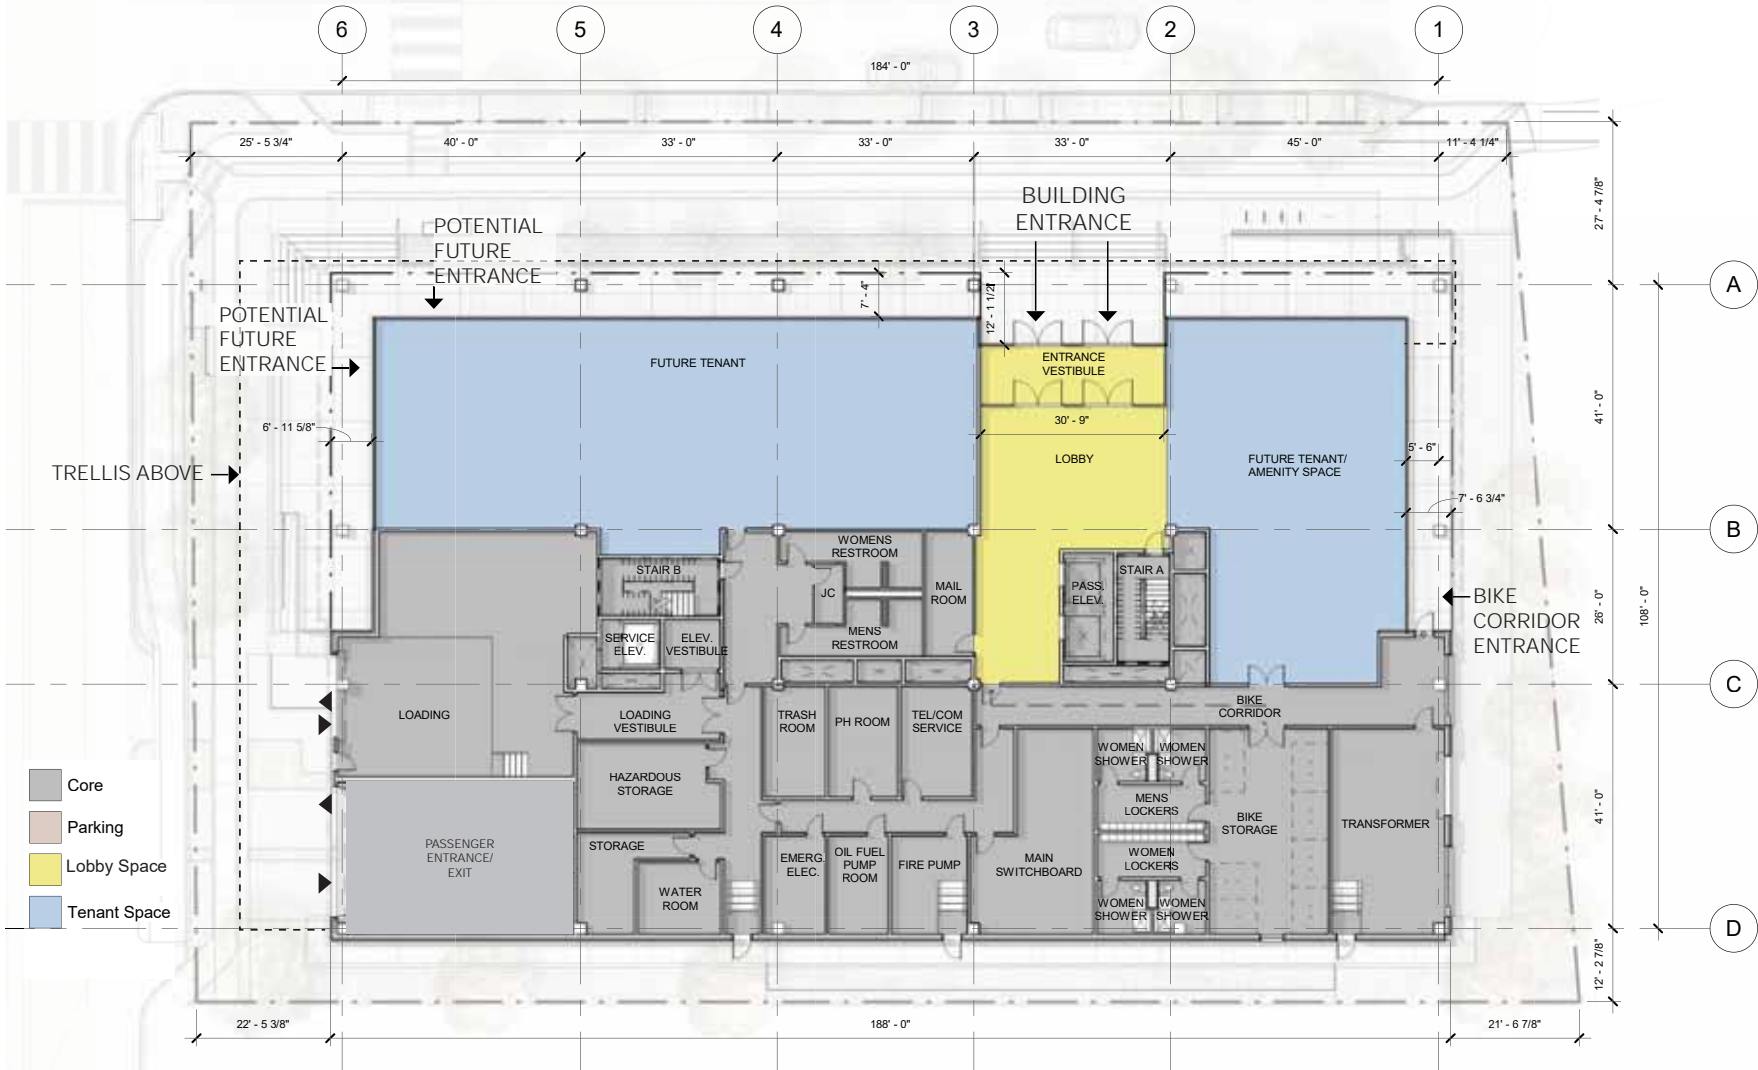 6
5
4
3
2
1
184' - 0"
25' - 5 3/4"
40' - 0"
33' - 0"
33' - 0"
33' - 0"
45' - 0"
11' - 4 1/4"
27' - 4 7/8"
BUILDING
ENTRANCE
POTENTIAL
FUTURE
ENTRANCE
A
7' - 4"
12' - 1 1/2"
POTENTIAL
FUTURE
ENTRANCE
FUTURE TENANT
ENTRANCE
VESTIBULE
41' - 0"
6' - 11 5/8"
30' - 9"
5' - 6"
TRELLIS ABOVE
LOBBY
FUTURE TENANT/
AMENITY SPACE
7' - 6 3/4"
B
WOMENS
RESTROOM
STAIR B
STAIR A
JC
MAIL
ROOM
PASS.
ELEV.
26' - 0"
108' - 0"
BIKE
CORRIDOR
ENTRANCE
SERVICE
ELEV.
ELEV.
VESTIBULE
MENS
RESTROOM
C
LOADING
LOADING
VESTIBULE
TRASH
ROOM
PH ROOM
TEL/COM
SERVICE
BIKE
CORRIDOR
WOMEN
SHOWER
WOMEN
SHOWER
HAZARDOUS
STORAGE
MENS
LOCKERS
BIKE
STORAGE
TRANSFORMER
41' - 0"
Core
Parking
Lobby Space
Tenant Space
PASSENGER
ENTRANCE/
EXIT
STORAGE
WATER
ROOM
EMERG.
ELEC.
OIL FUEL
PUMP
ROOM
FIRE PUMP
MAIN
SWITCHBOARD
WOMEN
LOCKERS
WOMEN
SHOWER
WOMEN
SHOWER
D
12' - 2 7/8"
22' - 5 3/8"
188' - 0"
21' - 6 7/8"